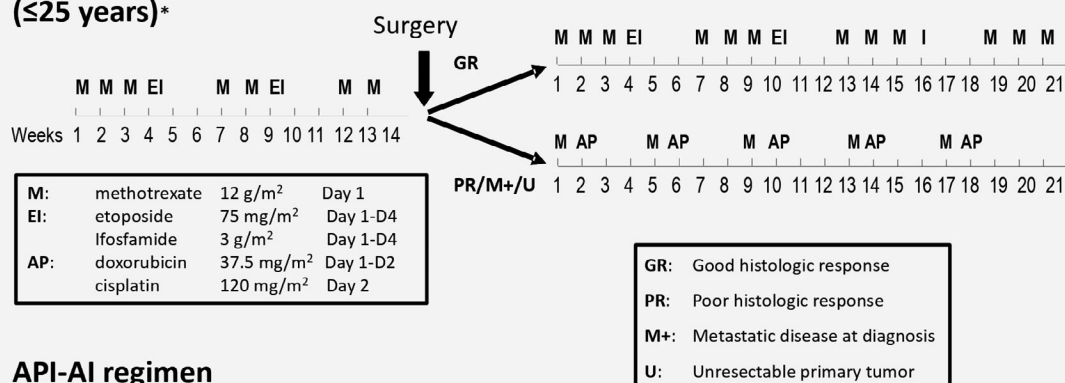 (≤25 years)*
Surgery
GR
M M M EI M M M EI M M M I M M M
1 2 3 4 5 6 7 8 9 10 11 12 13 14 15 16 17 18 19 20 21
M M M EI M M EI M M
Weeks 1 2 3 4 5 6 7 8 9 10 11 12 13 14
M AP M AP M AP M AP M AP
PR/M+/U
1 2 3 4 5 6 7 8 9 10 11 12 13 14 15 16 17 18 19 20 21
M: methotrexate 12 g/m² Day 1
EI: etoposide 75 mg/m² Day 1-D4
Ifosfamide 3 g/m² Day 1-D4
AP: doxorubicin 37.5 mg/m² Day 1-D2
cisplatin 120 mg/m² Day 2
GR: Good histologic response
PR: Poor histologic response
M+: Metastatic disease at diagnosis
U: Unresectable primary tumor
API-AI regimen